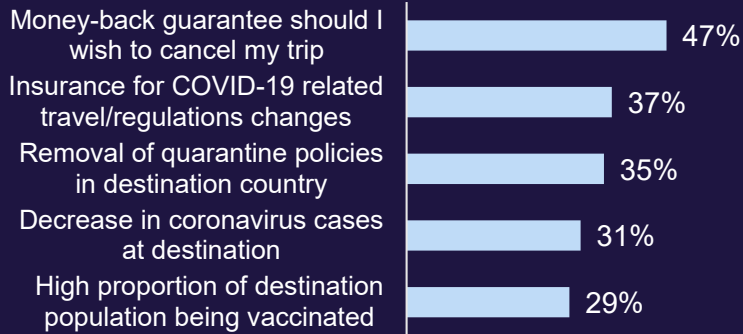 Money-back guarantee should I
wish to cancel my trip
47%
Insurance for COVID-19 related
travel/regulations changes
37%
Removal of quarantine policies
in destination country
35%
Decrease in coronavirus cases
at destination
31%
High proportion of destination
population being vaccinated
29%